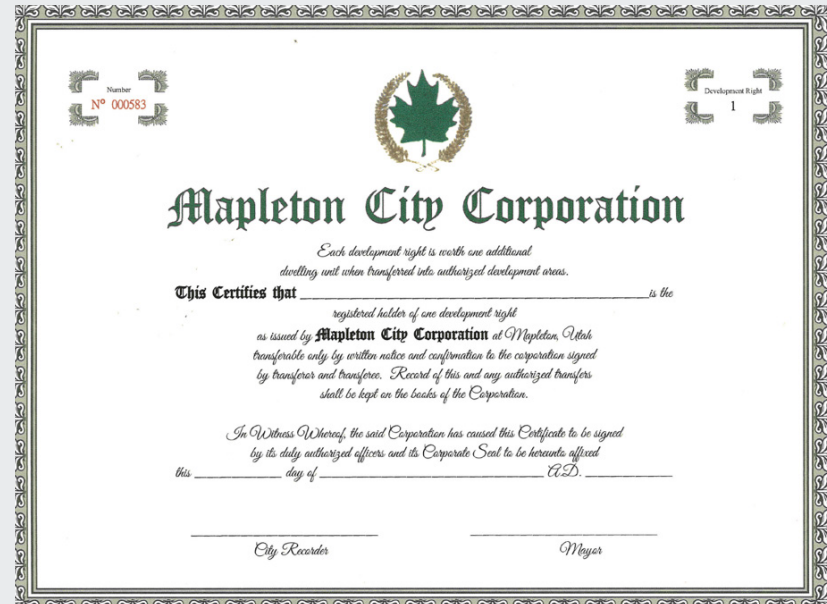 Number
Nº 000583
Development Right
1
Mapleton City Corporation
Each development right is worth one additional
dwelling unit when transferred into authorized development areas.
This Certifies that ______ is the
registered holder of one development right
as issued by Mapleton City Corporation at Mapleton, Utah
transferable only by written notice and confirmation to the corporation signed
by transferor and transferee. Record of this and any authorized transfers
shall be kept on the books of the Corporation.
In Witness Whereof, the said Corporation has caused this Certificate to be signed
by its duly authorized officers and its Corporate Seal to be hereunto affixed
this ______ day of ______ A.D. ______
City Recorder
Mayor